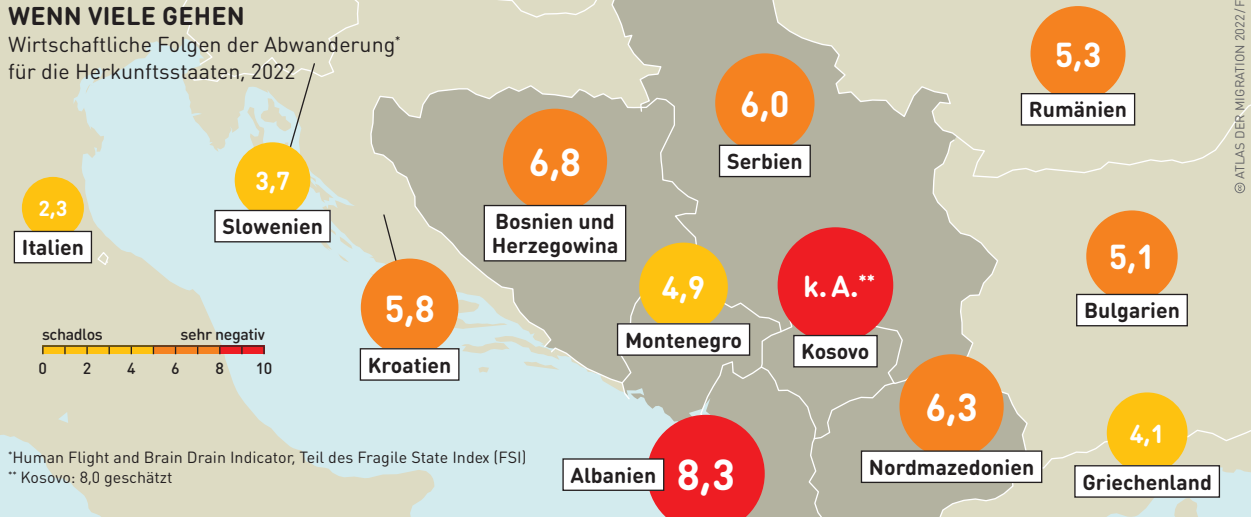 WENN VIELE GEHEN
Wirtschaftliche Folgen der Abwanderung*
für die Herkunftsstaaten, 2022
5,3
Rumänien
6,0
Serbien
6,8
Bosnien und
Herzegowina
3,7
Slowenien
2,3
Italien
5,1
Bulgarien
4,9
Montenegro
k. A.**
Kosovo
5,8
Kroatien
schadlos sehr negativ
0 2 4 6 8 10
6,3
Nordmazedonien
4,1
Griechenland
Albanien 8,3
*Human Flight and Brain Drain Indicator, Teil des Fragile State Index (FSI)
** Kosovo: 8,0 geschätzt
ATLAS DER MIGRATION 2022/F